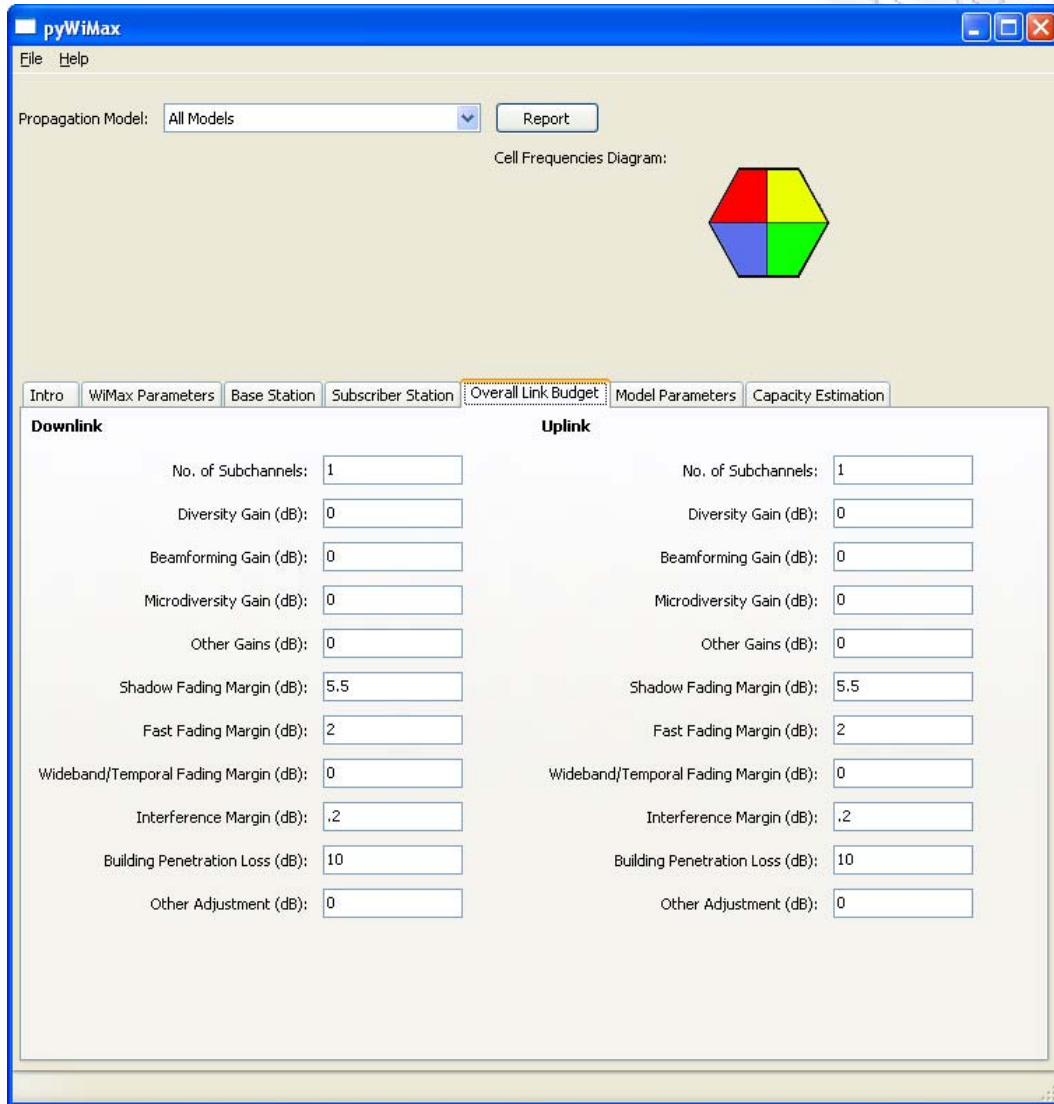 pyWiMax
File Help
Propagation Model: All Models Report
Cell Frequencies Diagram:
Intro WiMax Parameters Base Station Subscriber Station Overall Link Budget Model Parameters Capacity Estimation
Downlink Uplink
No. of Subchannels: 1 No. of Subchannels: 1
Diversity Gain (dB): 0 Diversity Gain (dB): 0
Beamforming Gain (dB): 0 Beamforming Gain (dB): 0
Microdiversity Gain (dB): 0 Microdiversity Gain (dB): 0
Other Gains (dB): 0 Other Gains (dB): 0
Shadow Fading Margin (dB): 5.5 Shadow Fading Margin (dB): 5.5
Fast Fading Margin (dB): 2 Fast Fading Margin (dB): 2
Wideband/Temporal Fading Margin (dB): 0 Wideband/Temporal Fading Margin (dB): 0
Interference Margin (dB): .2 Interference Margin (dB): .2
Building Penetration Loss (dB): 10 Building Penetration Loss (dB): 10
Other Adjustment (dB): 0 Other Adjustment (dB): 0